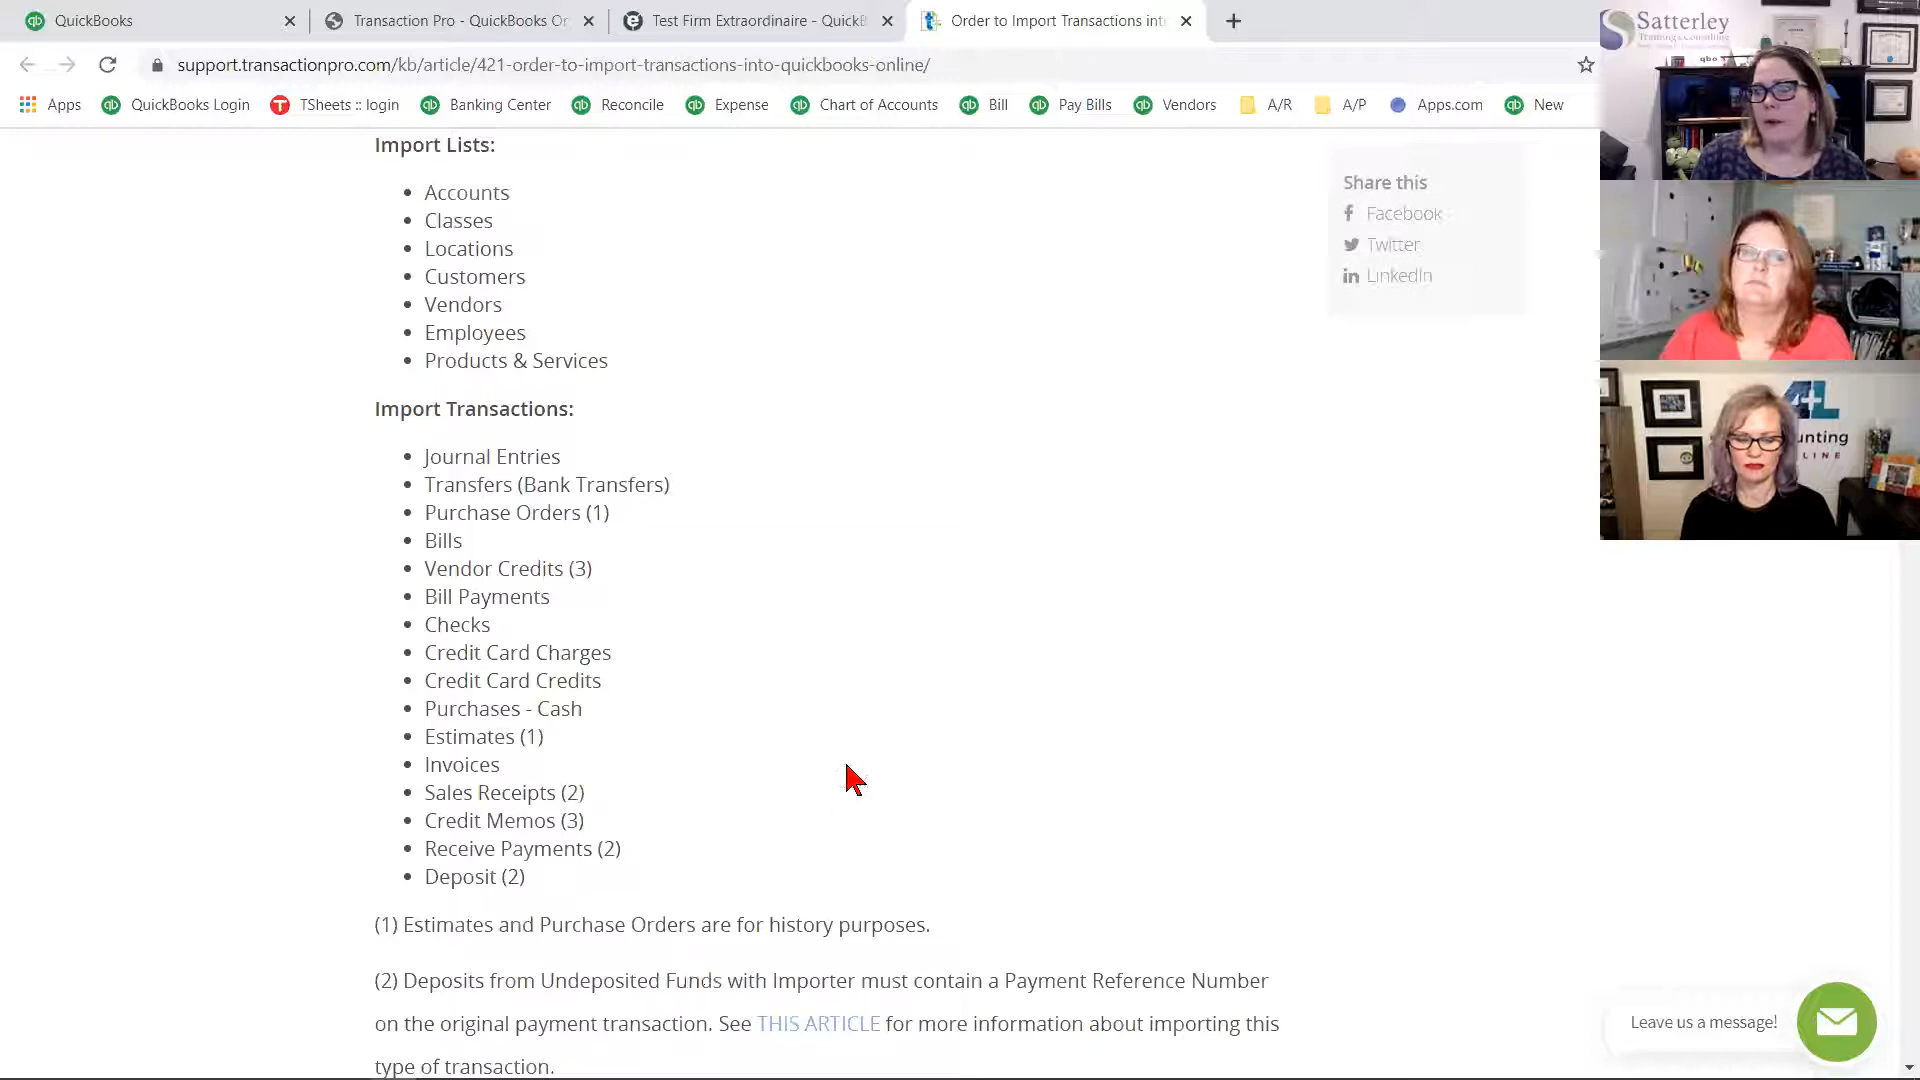 QuickBooks
Transaction Pro - QuickBooks Or
Test Firm Extraordinaire - QuickB
Order to Import Transactions int
support.transactionpro.com/kb/article/421-order-to-import-transactions-into-quickbooks-online/
Apps
QuickBooks Login
TSheets :: login
Banking Center
Reconcile
Expense
Chart of Accounts
Bill
Pay Bills
Vendors
A/R
A/P
Apps.com
New
Satterley
Training & Consulting
Import Lists:
Accounts
Classes
Locations
Customers
Vendors
Employees
Products & Services
Import Transactions:
Journal Entries
Transfers (Bank Transfers)
Purchase Orders (1)
Bills
Vendor Credits (3)
Bill Payments
Checks
Credit Card Charges
Credit Card Credits
Purchases - Cash
Estimates (1)
Invoices
Sales Receipts (2)
Credit Memos (3)
Receive Payments (2)
Deposit (2)
(1) Estimates and Purchase Orders are for history purposes.
(2) Deposits from Undeposited Funds with Importer must contain a Payment Reference Number
on the original payment transaction. See THIS ARTICLE for more information about importing this
type of transaction.
Share this
Facebook
Twitter
LinkedIn
qbo
unting
LINE
Leave us a message!